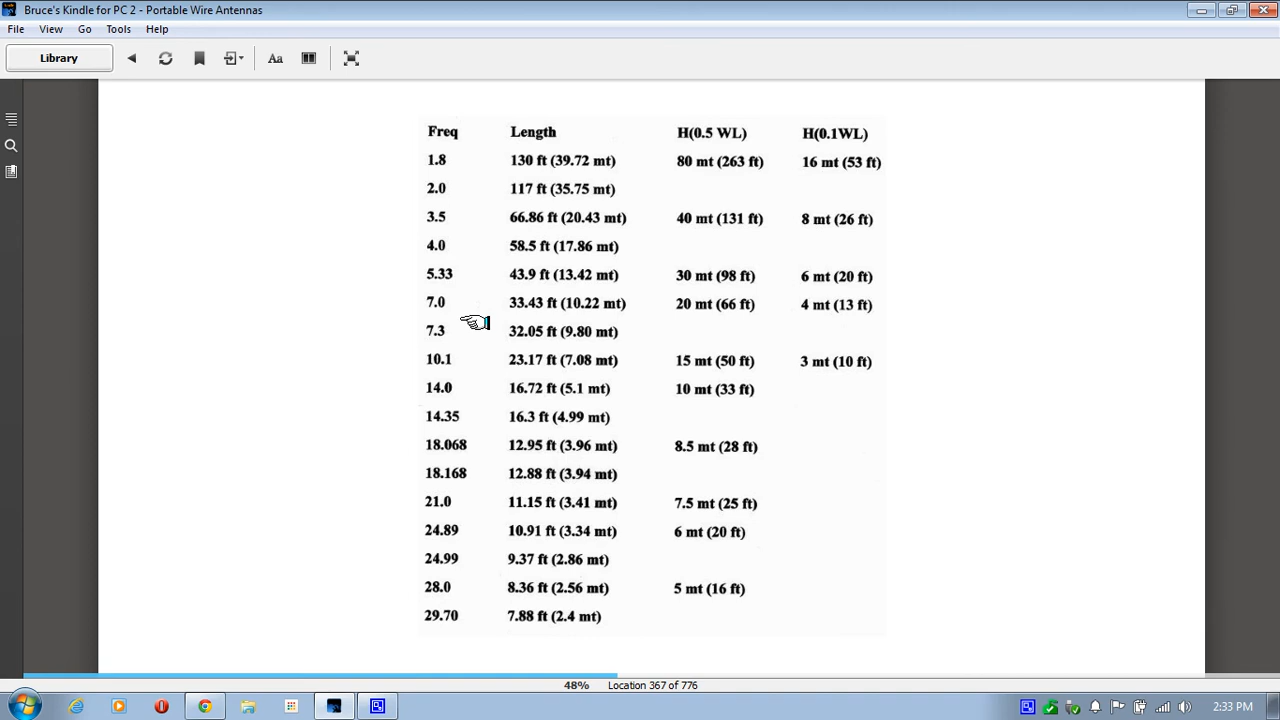 Bruce's Kindle for PC 2 - Portable Wire Antennas
File View Go Tools Help
Library Aa
Freq Length H(0.5 WL) H(0.1WL)
1.8 130 ft (39.72 mt) 80 mt (263 ft) 16 mt (53 ft)
2.0 117 ft (35.75 mt)
3.5 66.86 ft (20.43 mt) 40 mt (131 ft) 8 mt (26 ft)
4.0 58.5 ft (17.86 mt)
5.33 43.9 ft (13.42 mt) 30 mt (98 ft) 6 mt (20 ft)
7.0 33.43 ft (10.22 mt) 20 mt (66 ft) 4 mt (13 ft)
7.3 32.05 ft (9.80 mt)
10.1 23.17 ft (7.08 mt) 15 mt (50 ft) 3 mt (10 ft)
14.0 16.72 ft (5.1 mt) 10 mt (33 ft)
14.35 16.3 ft (4.99 mt)
18.068 12.95 ft (3.96 mt) 8.5 mt (28 ft)
18.168 12.88 ft (3.94 mt)
21.0 11.15 ft (3.41 mt) 7.5 mt (25 ft)
24.89 10.91 ft (3.34 mt) 6 mt (20 ft)
24.99 9.37 ft (2.86 mt)
28.0 8.36 ft (2.56 mt) 5 mt (16 ft)
29.70 7.88 ft (2.4 mt)
48% Location 367 of 776
2:33 PM